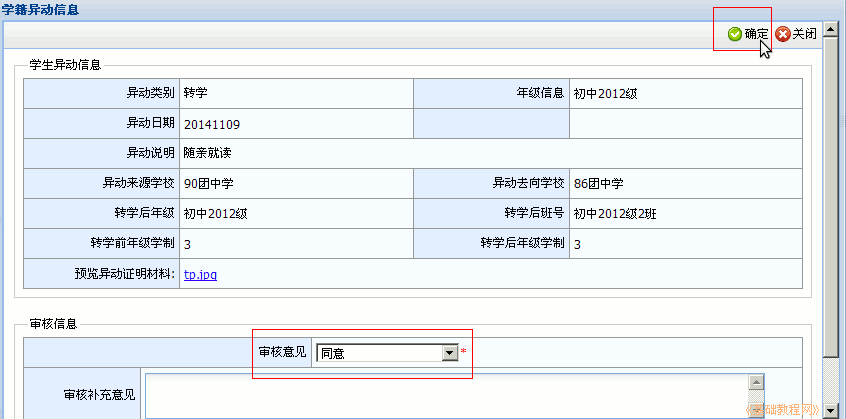 学籍异动信息
确定 关闭
学生异动信息
异动类别 转学 年级信息 初中2012级
异动日期 20141109
异动说明 随亲就读
异动来源学校 90团中学 异动去向学校 86团中学
转学后年级 初中2012级 转学后班号 初中2012级2班
转学前年级学制 3 转学后年级学制 3
预览异动证明材料: tp.jpg
审核信息
审核意见 同意 *
审核补充意见
础教程网》